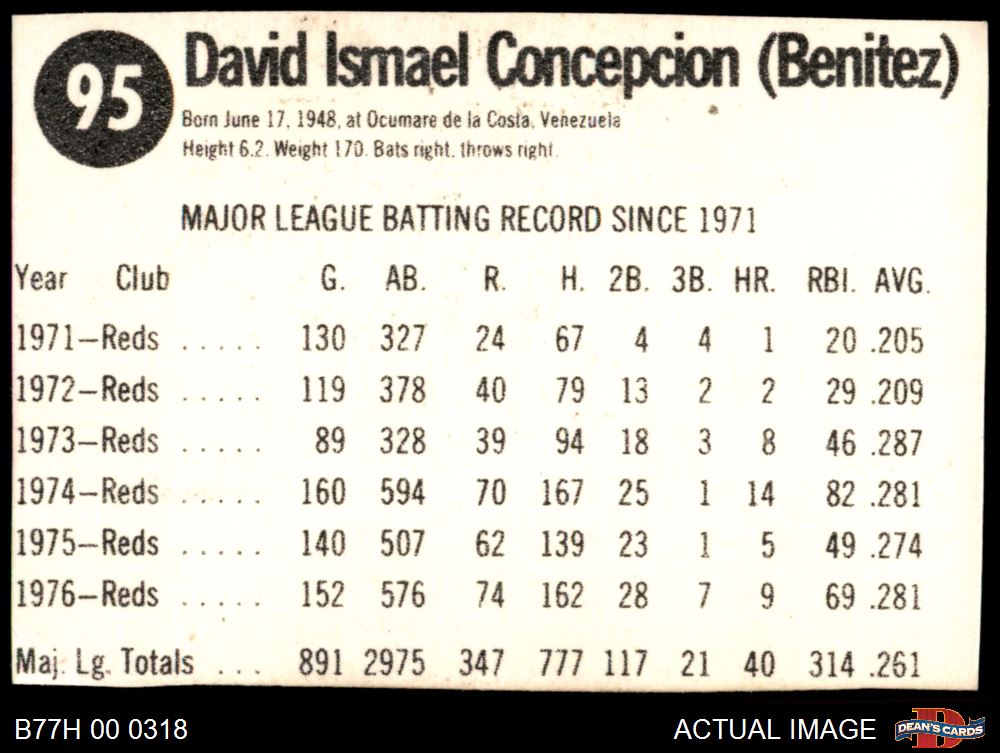 95
David Ismael Concepcion (Benitez)
Born June 17, 1948, at Ocumare de la Costa, Venezuela
Height 6.2. Weight 170. Bats right, throws right.
MAJOR LEAGUE BATTING RECORD SINCE 1971
Year Club G. AB. R. H. 2B. 3B. HR. RBI. AVG.
1971—Reds ..... 130 327 24 67 4 4 1 20 .205
1972—Reds ..... 119 378 40 79 13 2 2 29 .209
1973—Reds ..... 89 328 39 94 18 3 8 46 .287
1974—Reds ..... 160 594 70 167 25 1 14 82 .281
1975—Reds ..... 140 507 62 139 23 1 5 49 .274
1976—Reds ..... 152 576 74 162 28 7 9 69 .281
Maj. Lg. Totals ... 891 2975 347 777 117 21 40 314 .261
B77H 00 0318
ACTUAL IMAGE
D
DEAN'S CARDS